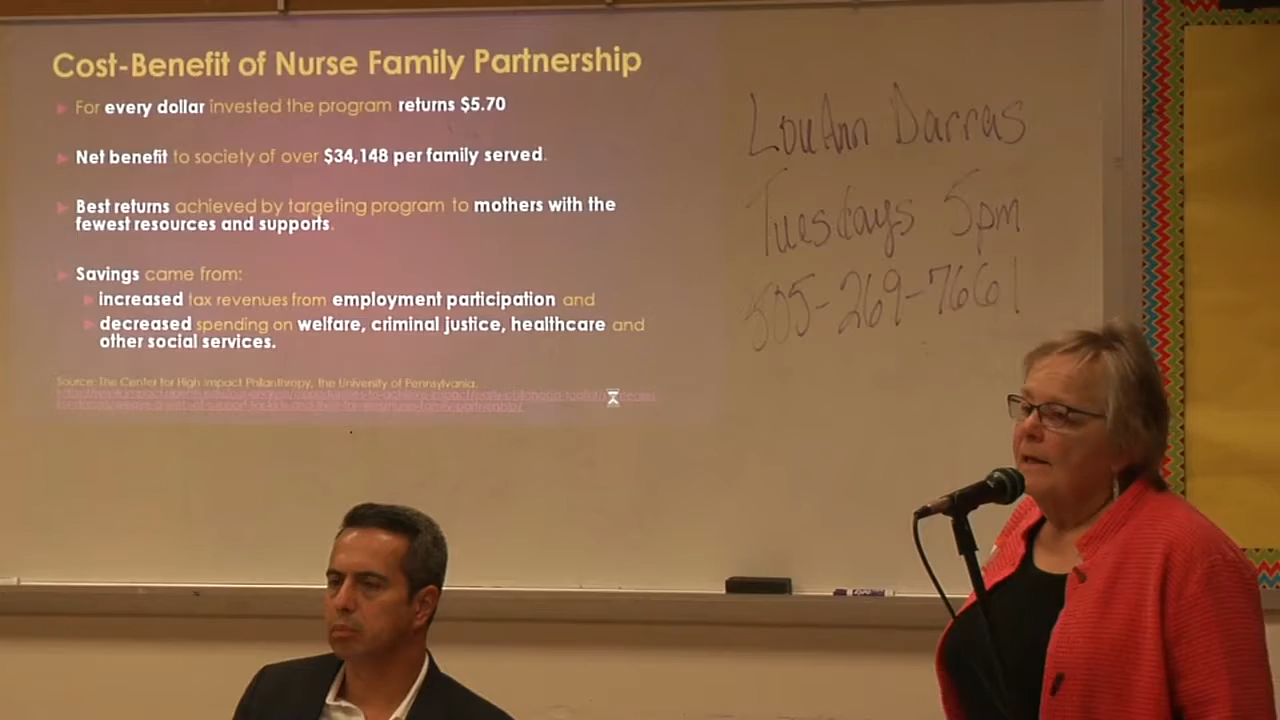 Cost-Benefit of Nurse Family Partnership
For every dollar invested the program returns $5.70
Net benefit to society of over $34,148 per family served.
Best returns achieved by targeting program to mothers with the
fewest resources and supports.
Savings came from:
increased tax revenues from employment participation and
decreased spending on welfare, criminal justice, healthcare and
other social services.
Source: The Center for High Impact Philanthropy, the University of Pennsylvania.
LouAnn Darras
Tuesdays 5pm
505-269-7661